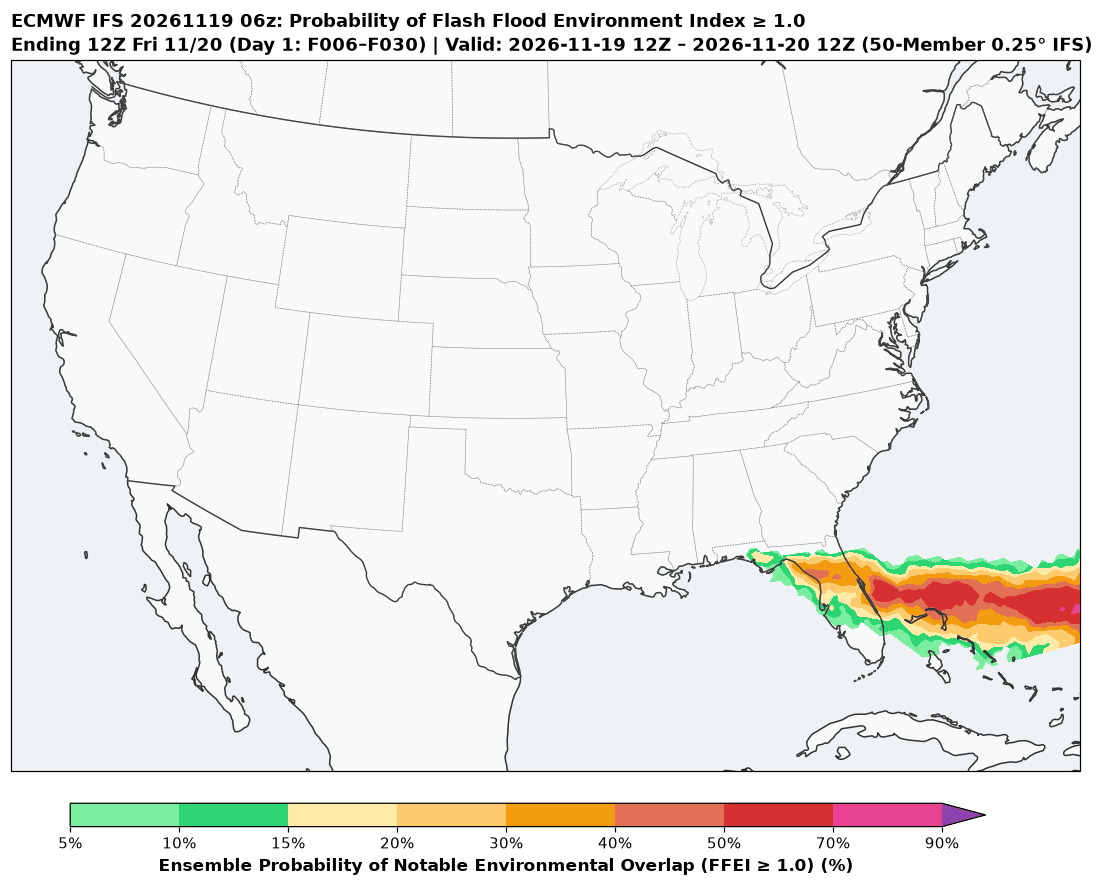 ECMWF IFS 20261119 06z: Probability of Flash Flood Environment Index ≥ 1.0
Ending 12Z Fri 11/20 (Day 1: F006–F030) | Valid: 2026-11-19 12Z – 2026-11-20 12Z (50-Member 0.25° IFS)
5% 10% 15% 20% 30% 40% 50% 70% 90%
Ensemble Probability of Notable Environmental Overlap (FFEI ≥ 1.0) (%)